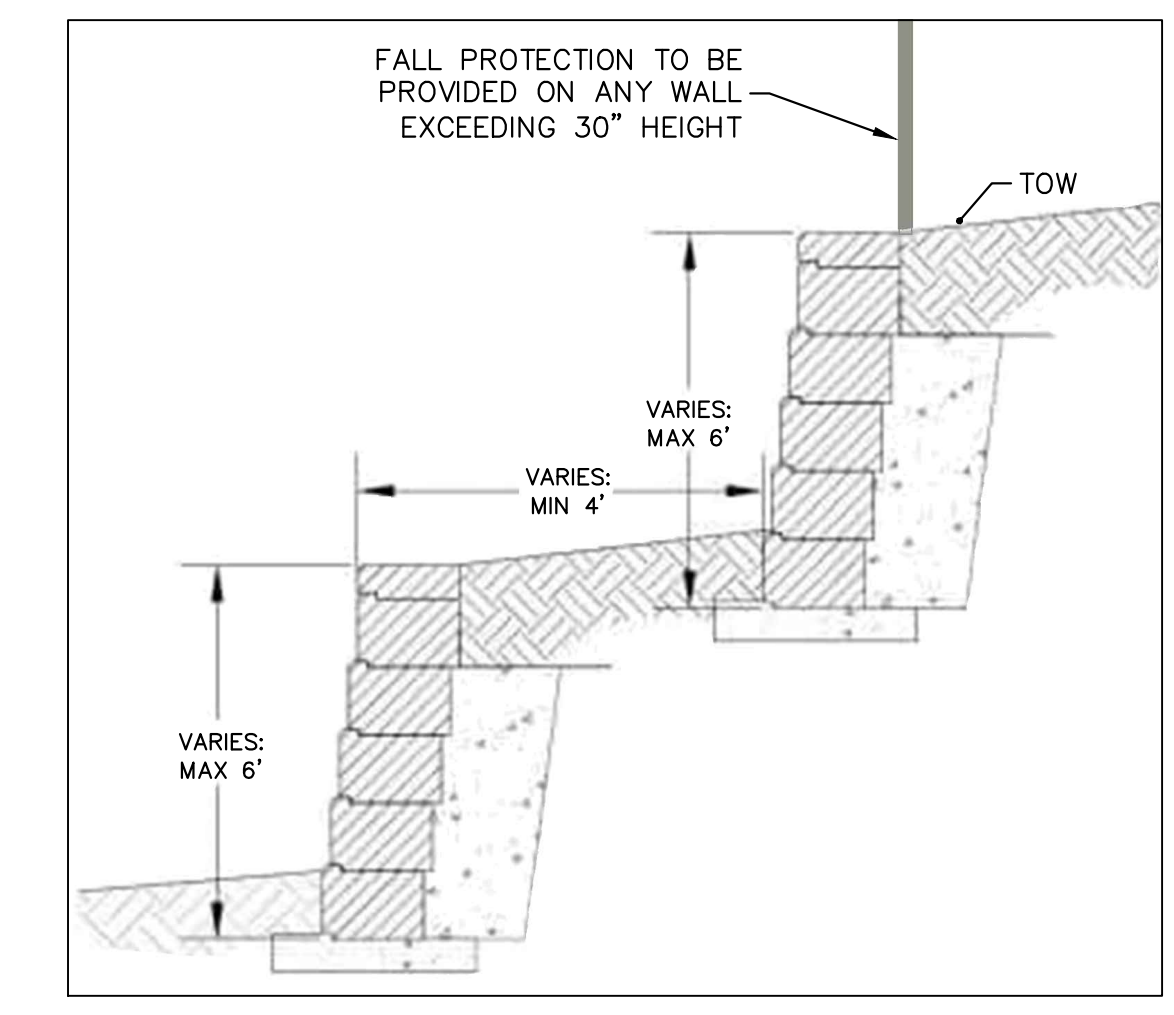 FALL PROTECTION TO BE
PROVIDED ON ANY WALL
EXCEEDING 30” HEIGHT
TOW
VARIES:
MAX 6’
VARIES:
MIN 4’
VARIES:
MAX 6’